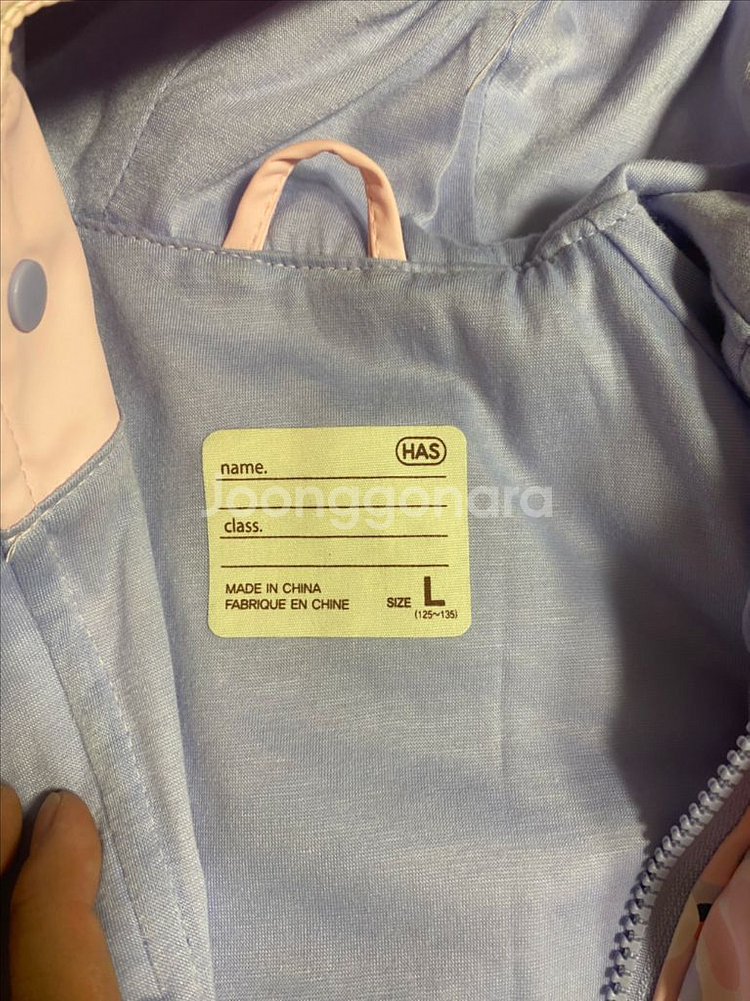 HAS
name.
Joonggonara
class.
MADE IN CHINA
FABRIQUE EN CHINE
SIZE L
(125~135)